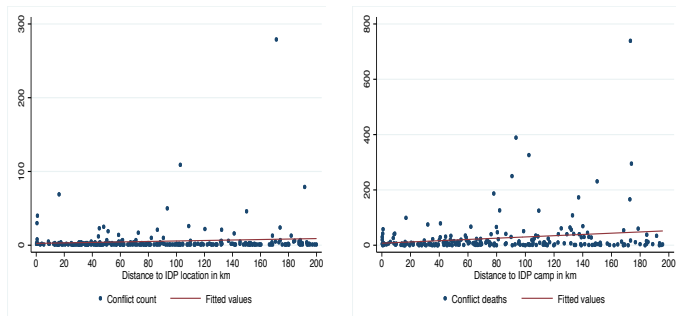 300
200
100
0
0 20 40 60 80 100 120 140 160 180 200
Distance to IDP location in km
Conflict count Fitted values
800
600
400
200
0
0 20 40 60 80 100 120 140 160 180 200
Distance to IDP camp in km
Conflict deaths Fitted values